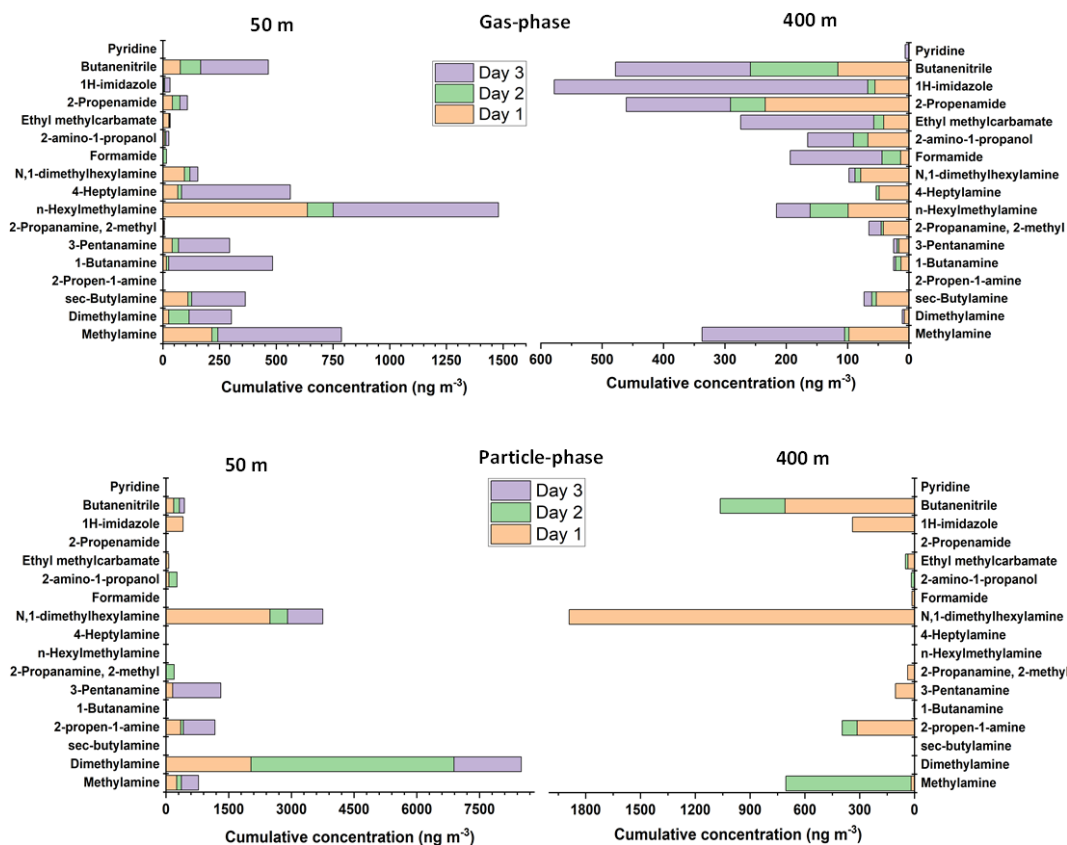 50 m
Gas-phase
400 m
Day 3
Day 2
Day 1
Pyridine
Butanenitrile
1H-imidazole
2-Propenamide
Ethyl methylcarbamate
2-amino-1-propanol
Formamide
N,1-dimethylhexylamine
4-Heptylamine
n-Hexylmethylamine
2-Propanamine, 2-methyl
3-Pentanamine
1-Butanamine
2-Propen-1-amine
sec-Butylamine
Dimethylamine
Methylamine
0 250 500 750 1000 1250 1500
Cumulative concentration (ng m⁻³)
Pyridine
Butanenitrile
1H-imidazole
2-Propenamide
Ethyl methylcarbamate
2-amino-1-propanol
Formamide
N,1-dimethylhexylamine
4-Heptylamine
n-Hexylmethylamine
2-Propanamine, 2-methyl
3-Pentanamine
1-Butanamine
2-Propen-1-amine
sec-Butylamine
Dimethylamine
Methylamine
600 500 400 300 200 100 0
Cumulative concentration (ng m⁻³)
50 m
Particle-phase
400 m
Day 3
Day 2
Day 1
Pyridine
Butanenitrile
1H-imidazole
2-Propenamide
Ethyl methylcarbamate
2-amino-1-propanol
Formamide
N,1-dimethylhexylamine
4-Heptylamine
n-Hexylmethylamine
2-Propanamine, 2-methyl
3-Pentanamine
1-Butanamine
2-propen-1-amine
sec-butylamine
Dimethylamine
Methylamine
0 1500 3000 4500 6000 7500
Cumulative concentration (ng m⁻³)
Pyridine
Butanenitrile
1H-imidazole
2-Propenamide
Ethyl methylcarbamate
2-amino-1-propanol
Formamide
N,1-dimethylhexylamine
4-Heptylamine
n-Hexylmethylamine
2-Propanamine, 2-methyl
3-Pentanamine
1-Butanamine
2-propen-1-amine
sec-butylamine
Dimethylamine
Methylamine
1800 1500 1200 900 600 300 0
Cumulative concentration (ng m⁻³)